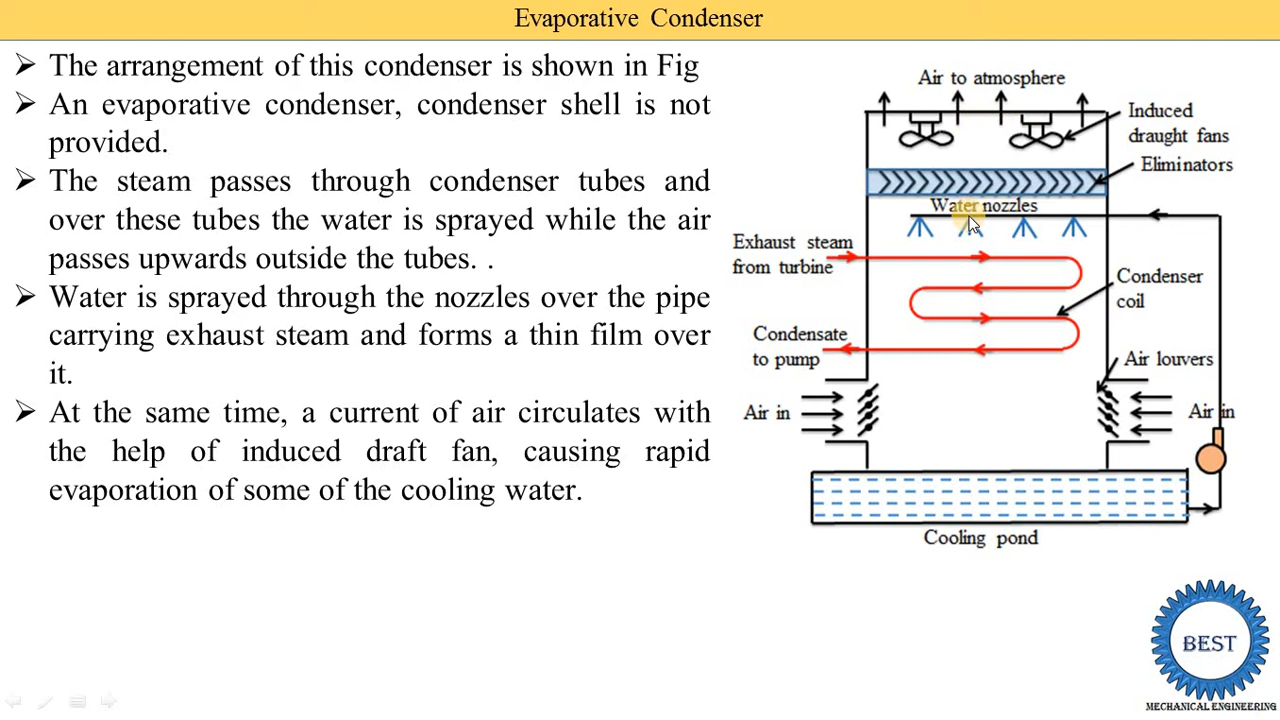 Evaporative Condenser
➢ The arrangement of this condenser is shown in Fig
➢ An evaporative condenser, condenser shell is not
provided.
➢ The steam passes through condenser tubes and
over these tubes the water is sprayed while the air
passes upwards outside the tubes. .
➢ Water is sprayed through the nozzles over the pipe
carrying exhaust steam and forms a thin film over
it.
➢ At the same time, a current of air circulates with
the help of induced draft fan, causing rapid
evaporation of some of the cooling water.
Air to atmosphere
Induced
draught fans
Eliminators
Water nozzles
Exhaust steam
from turbine
Condenser
coil
Condensate
to pump
Air louvers
Air in
Air in
Cooling pond
BEST
MECHANICAL ENGINEERING